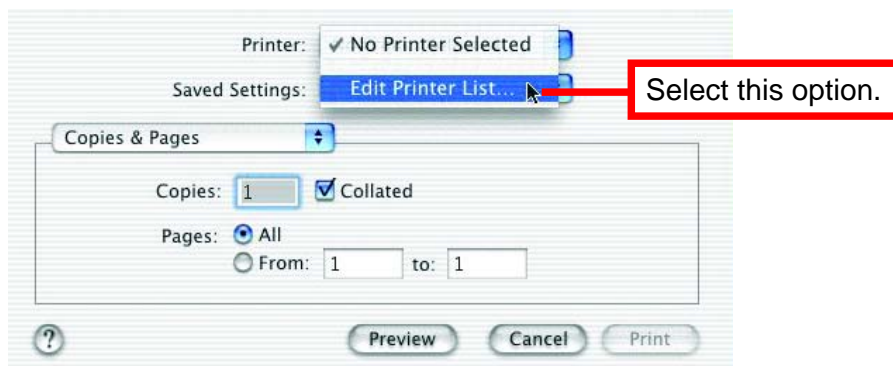 Printer: ✓ No Printer Selected
Saved Settings: Edit Printer List...
Select this option.
Copies & Pages
Copies: 1 Collated
Pages: All
From: 1 to: 1
? Preview Cancel Print